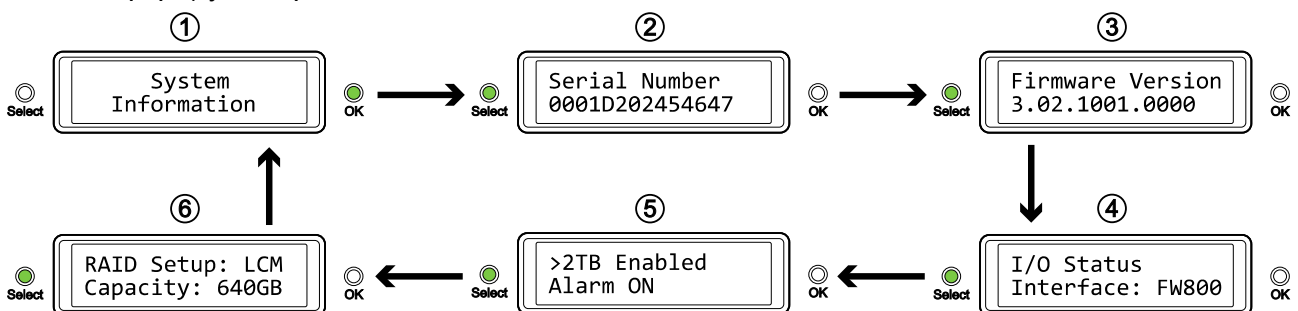 ①
System
Information
Select
OK
②
Serial Number
0001D202454647
Select
OK
③
Firmware Version
3.02.1001.0000
Select
OK
④
I/O Status
Interface: FW800
Select
OK
⑤
>2TB Enabled
Alarm ON
Select
OK
⑥
RAID Setup: LCM
Capacity: 640GB
Select
OK